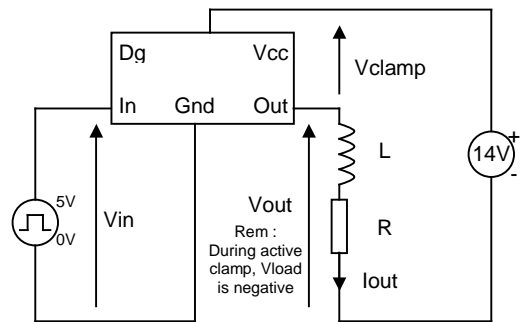 Dg
Vcc
Vclamp
In
Gnd
Out
5V
0V
Vin
Vout
Rem :
During active
clamp, Vload
is negative
L
R
Iout
14V
+
-